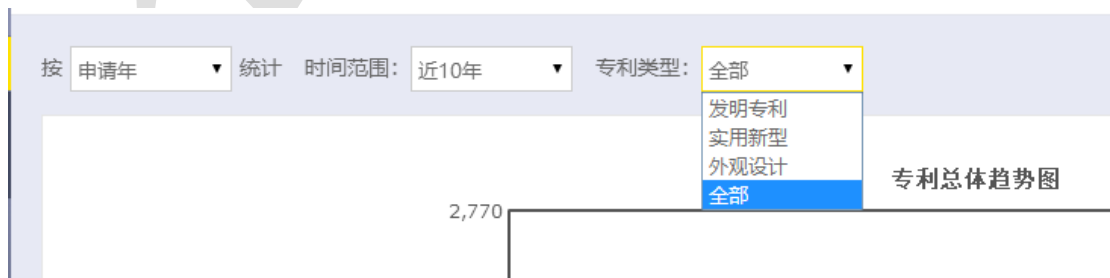 按 申请年 统计 时间范围： 近10年 专利类型： 全部
发明专利
实用新型
外观设计
全部
专利总体趋势图
2,770